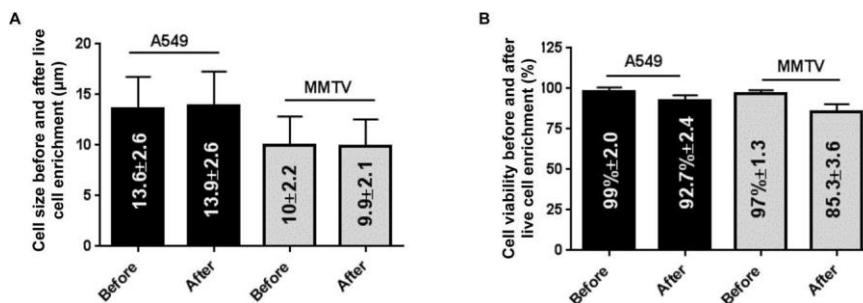 A
Cell size before and after live
cell enrichment (μm)
20
15
10
5
0
A549
MMTV
13.6±2.6
13.9±2.6
10±2.2
9.9±2.1
Before
After
Before
After
B
Cell viability before and after
live cell enrichment (%)
125
100
75
50
25
0
A549
MMTV
99%±2.0
92.7%±2.4
97%±1.3
85.3±3.6
Before
After
Before
After